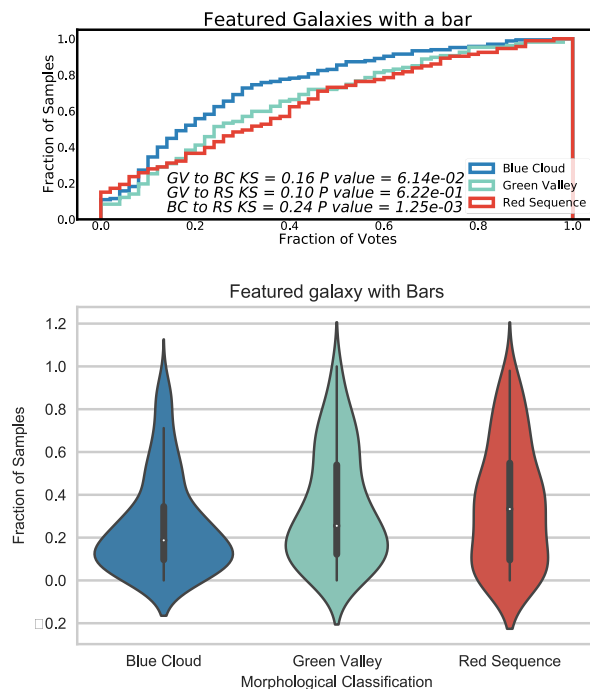 Featured Galaxies with a bar
1.0
0.8
0.6
0.4
0.2
0.0
Fraction of Samples
GV to BC KS = 0.16 P value = 6.14e-02
GV to RS KS = 0.10 P value = 6.22e-01
BC to RS KS = 0.24 P value = 1.25e-03
Blue Cloud
Green Valley
Red Sequence
0.0 0.2 0.4 0.6 0.8 1.0
Fraction of Votes
Featured galaxy with Bars
1.2
1.0
0.8
0.6
0.4
0.2
0.0
□0.2
Fraction of Samples
Blue Cloud Green Valley Red Sequence
Morphological Classification